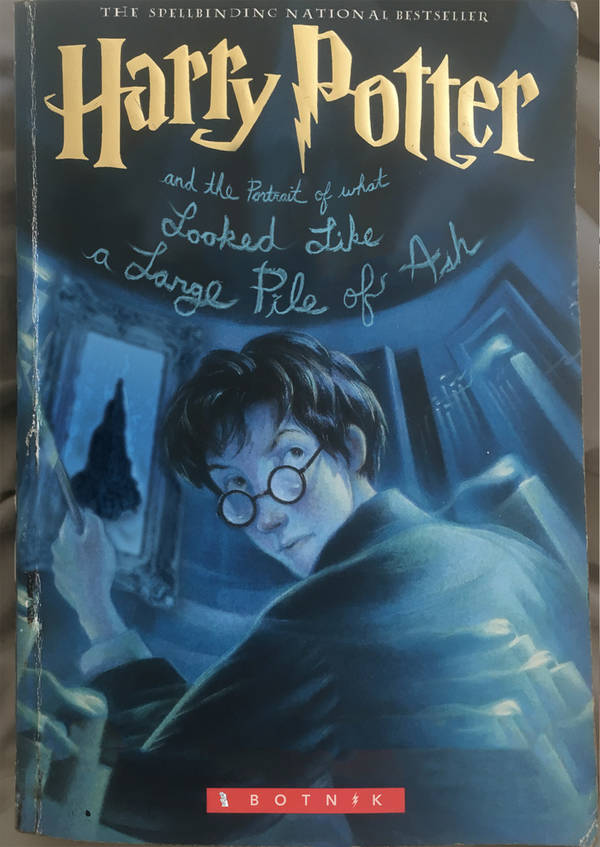 THE SPELLBINDING NATIONAL BESTSELLER
Harry Potter
and the Portrait of what
Looked Like
a Large Pile of Ash
BOTNIK